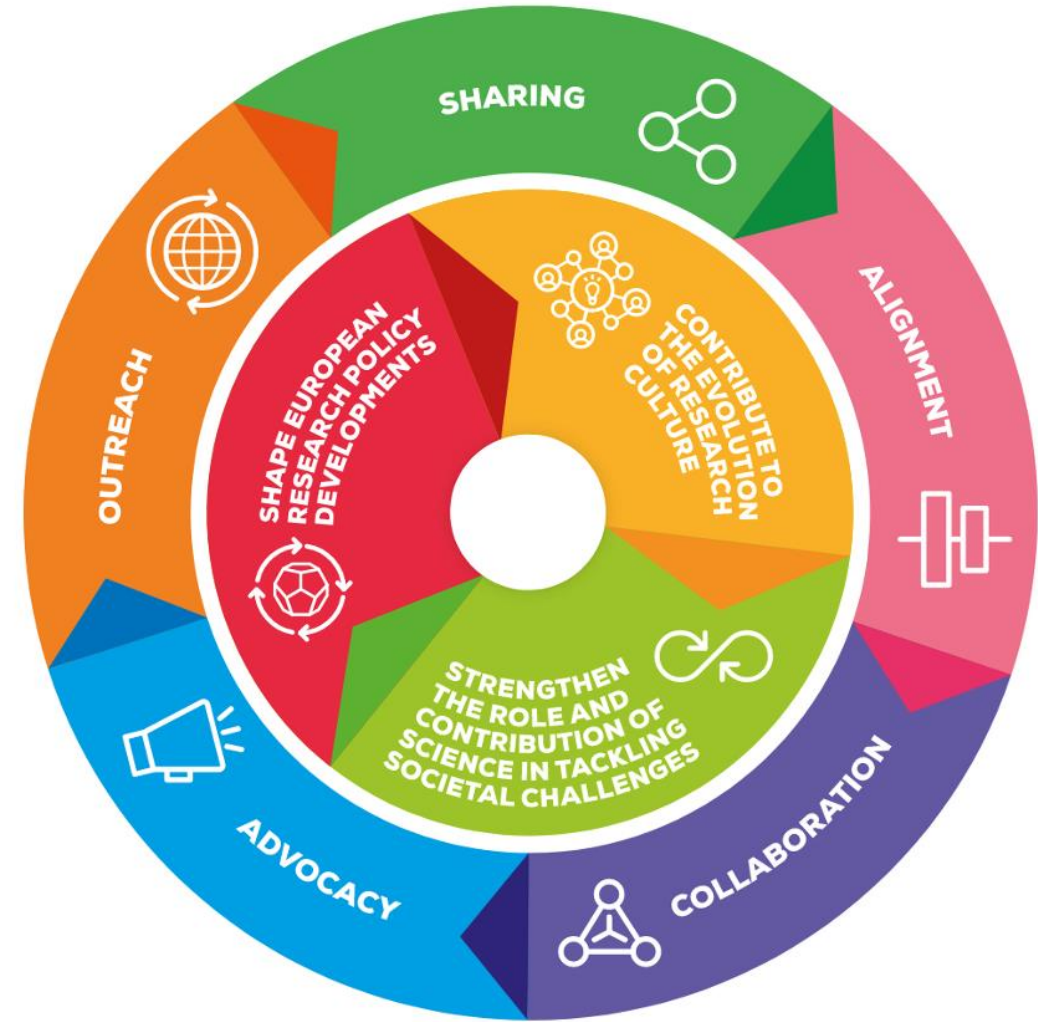 SHARING
ALIGNMENT
COLLABORATION
ADVOCACY
OUTREACH
SHAPE EUROPEAN
RESEARCH POLICY
DEVELOPMENTS
CONTRIBUTE TO
THE EVOLUTION
OF RESEARCH
CULTURE
STRENGTHEN
THE ROLE AND
CONTRIBUTION OF
SCIENCE IN TACKLING
SOCIETAL CHALLENGES